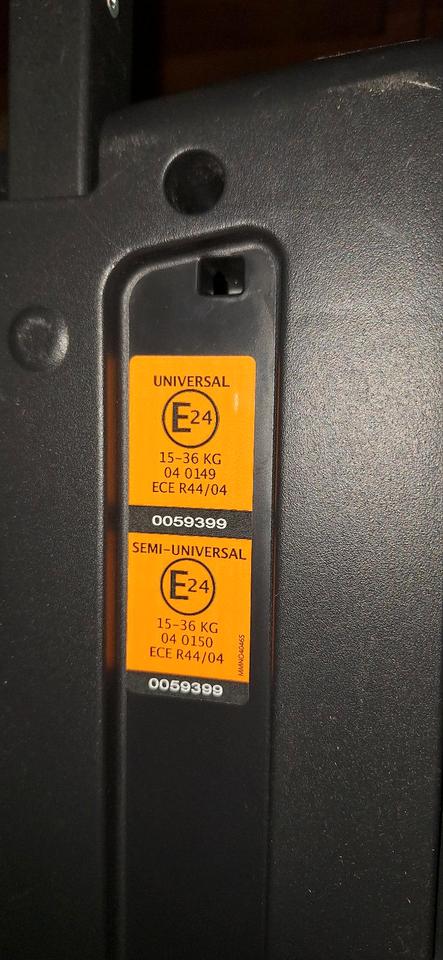 UNIVERSAL
E24
15-36 KG
04 0149
ECE R44/04
0059399
SEMI-UNIVERSAL
E24
15-36 KG
04 0150
ECE R44/04
0059399